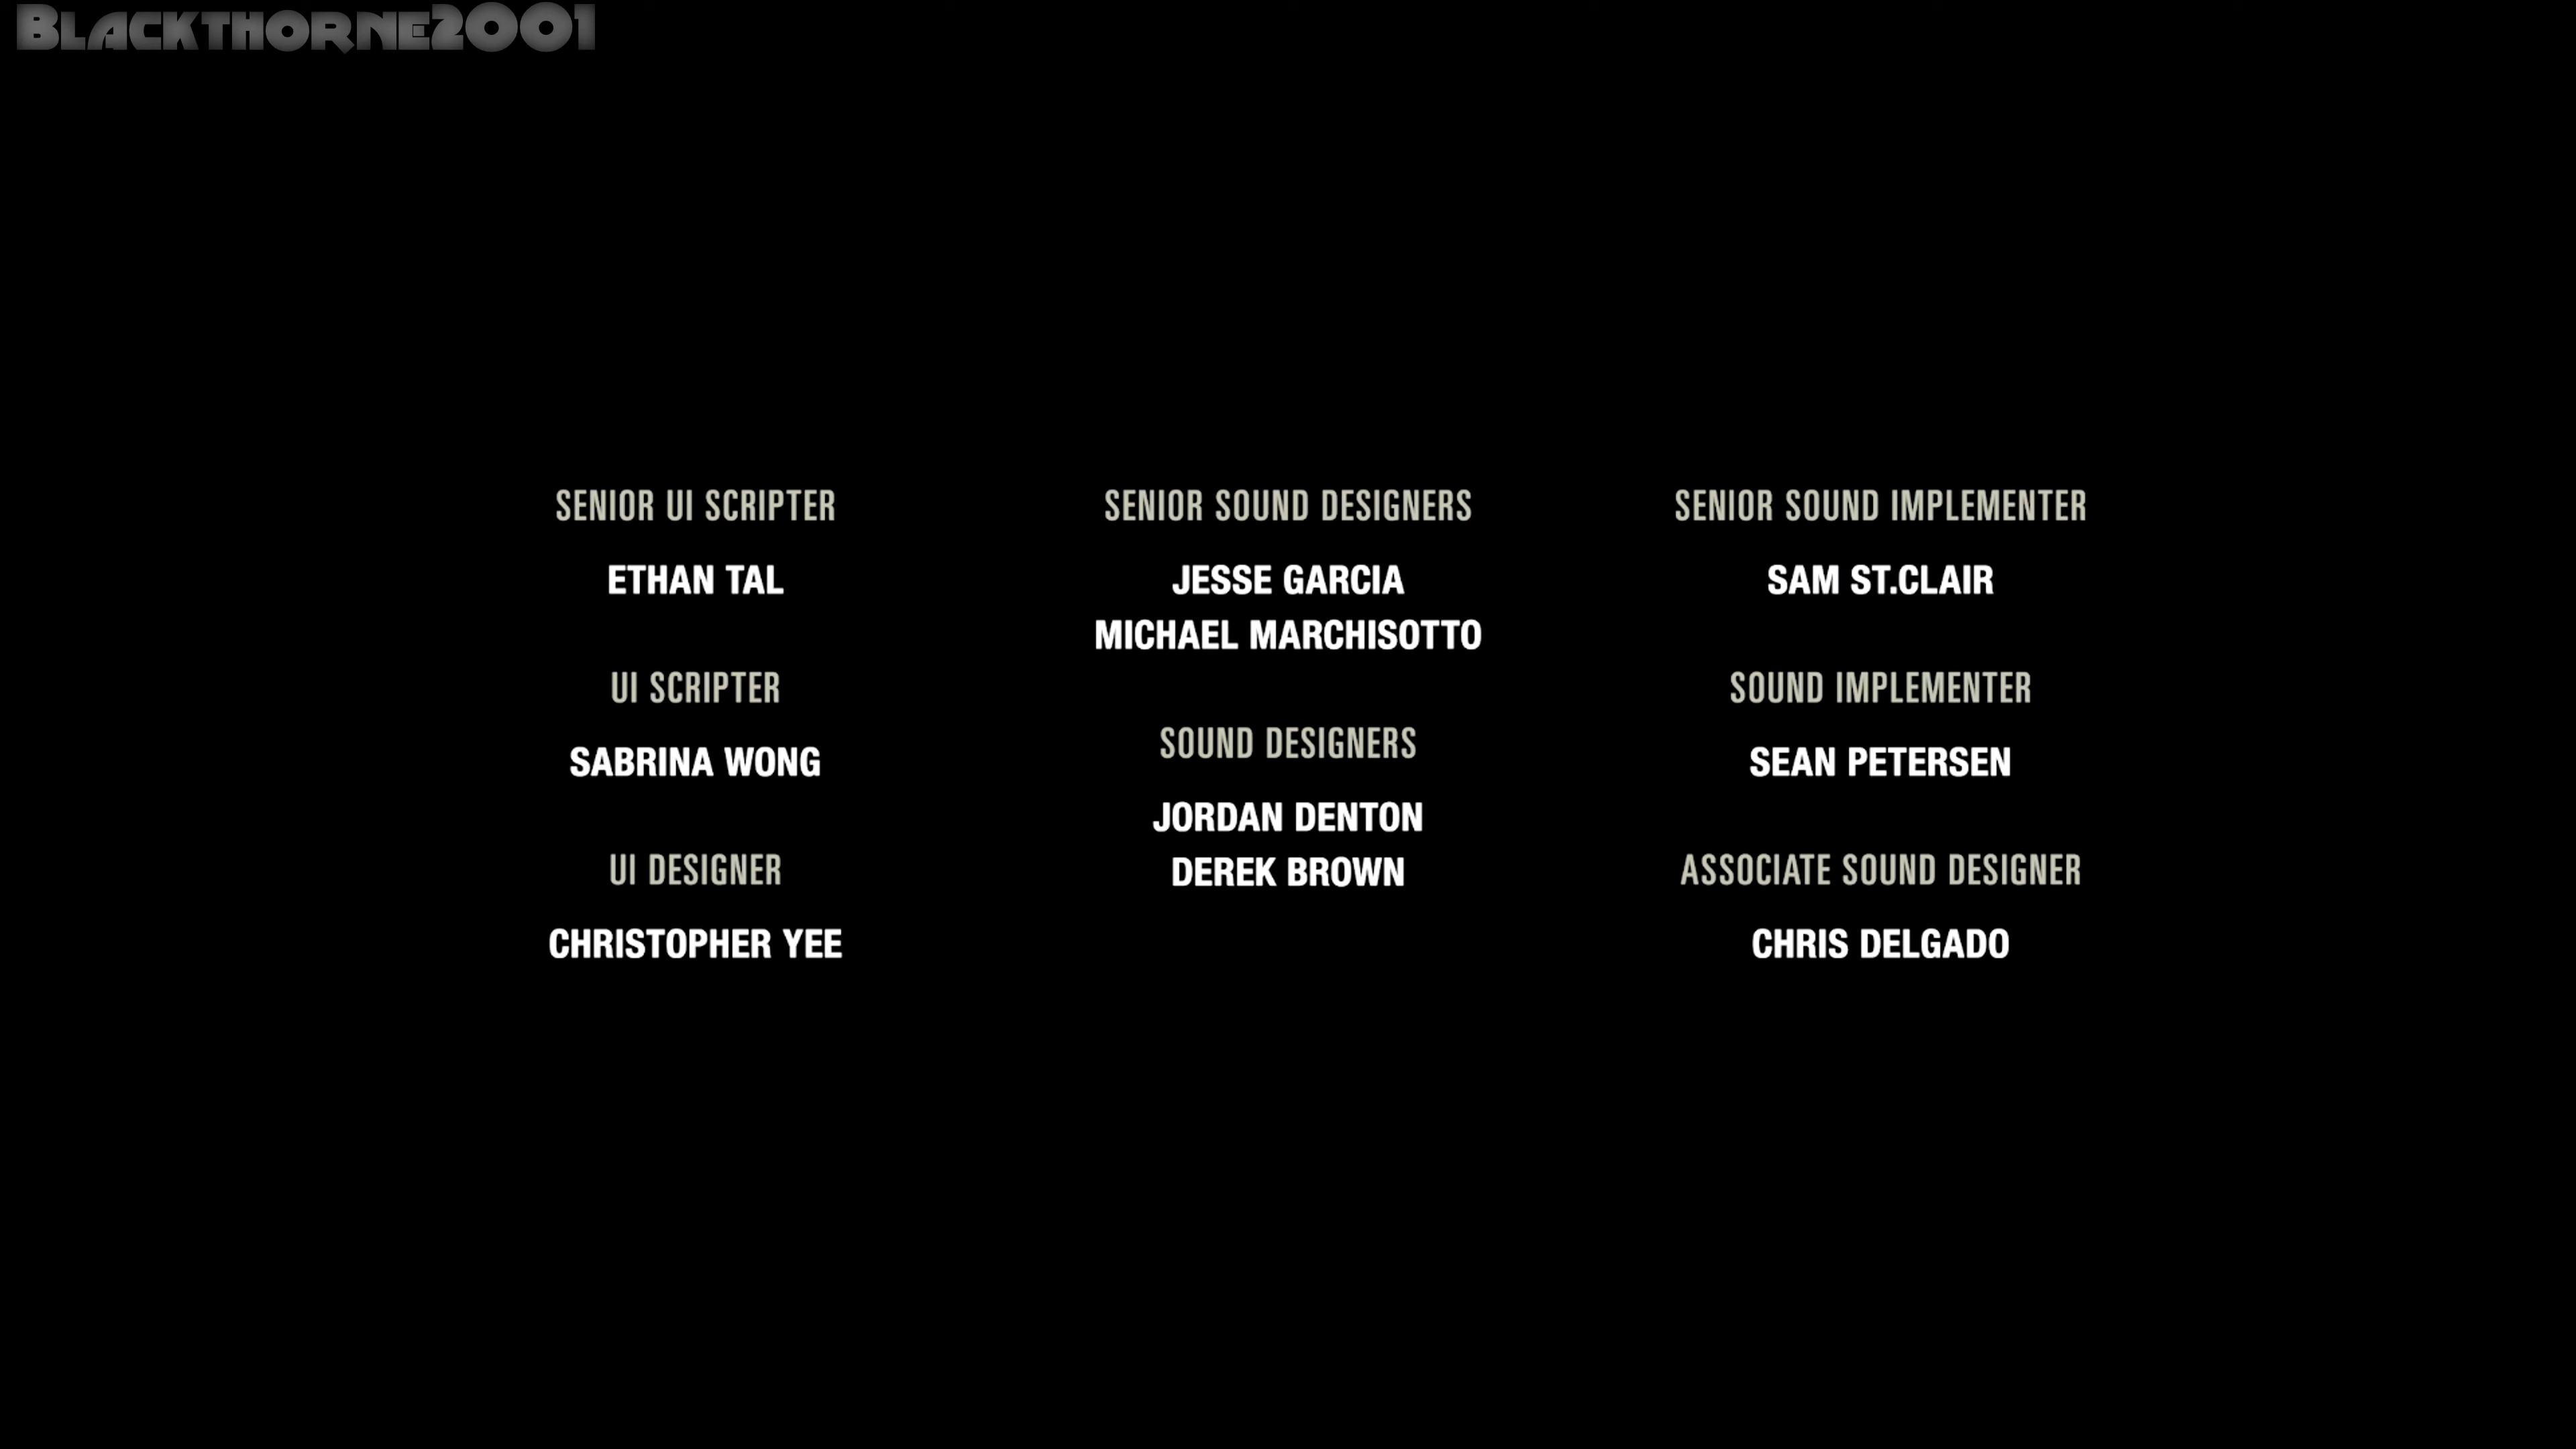 BLACKTHORNE2001
SENIOR UI SCRIPTER
ETHAN TAL
UI SCRIPTER
SABRINA WONG
UI DESIGNER
CHRISTOPHER YEE
SENIOR SOUND DESIGNERS
JESSE GARCIA
MICHAEL MARCHISOTTO
SOUND DESIGNERS
JORDAN DENTON
DEREK BROWN
SENIOR SOUND IMPLEMENTER
SAM ST.CLAIR
SOUND IMPLEMENTER
SEAN PETERSEN
ASSOCIATE SOUND DESIGNER
CHRIS DELGADO